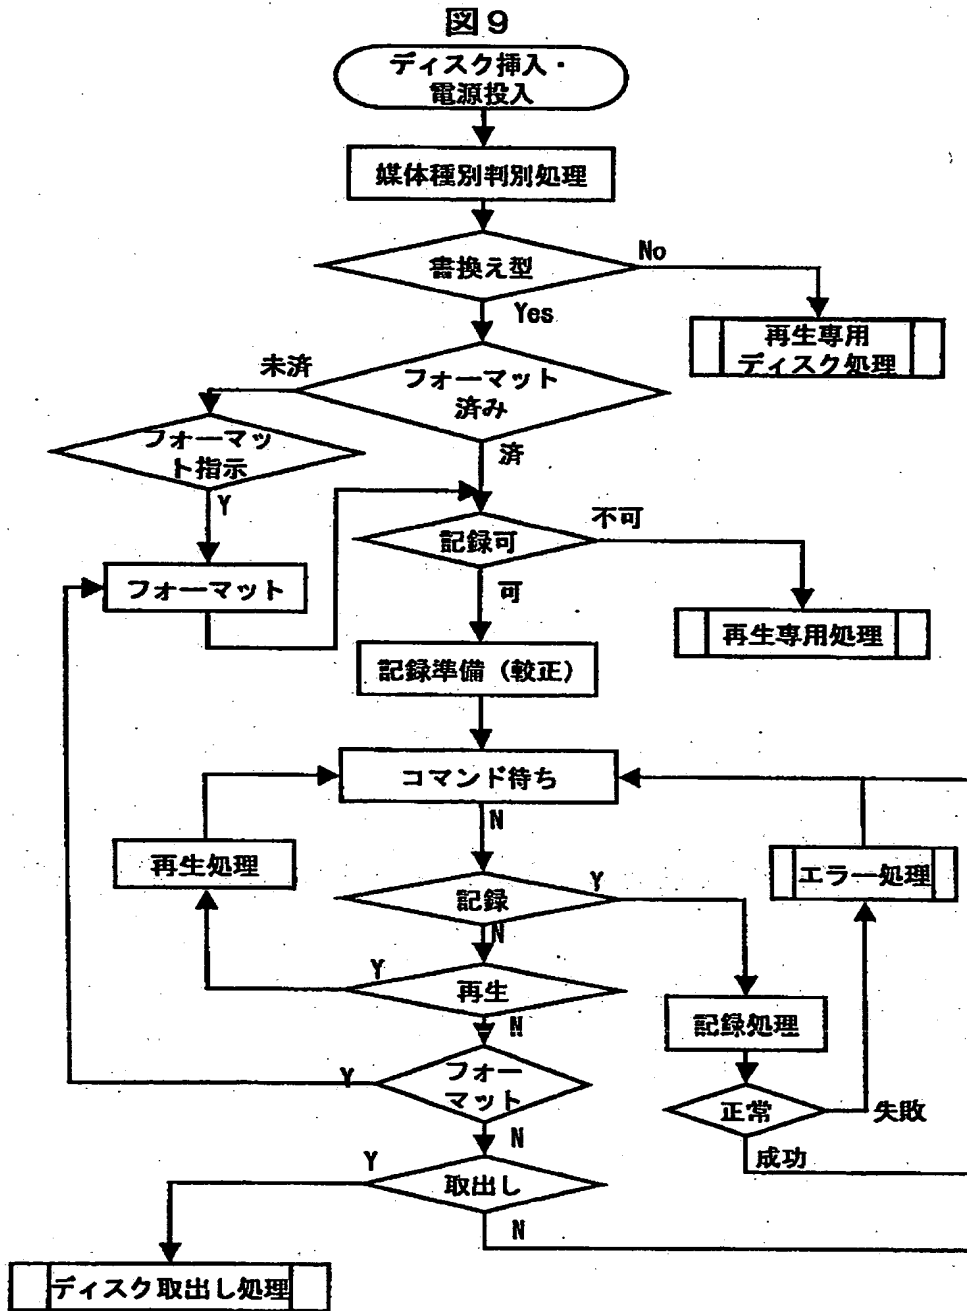 図9
ディスク挿入・
電源投入
媒体種別判別処理
書換え型
No
Yes
再生専用
ディスク処理
未済
フォーマット
済み
フォーマッ
ト指示
済
Y
不可
記録可
フォーマット
可
再生専用処理
記録準備（較正）
コマンド待ち
N
再生処理
エラー処理
Y
記録
N
Y
再生
記録処理
N
フォー
マット
Y
正常
失敗
N
成功
Y
取出し
N
ディスク取出し処理